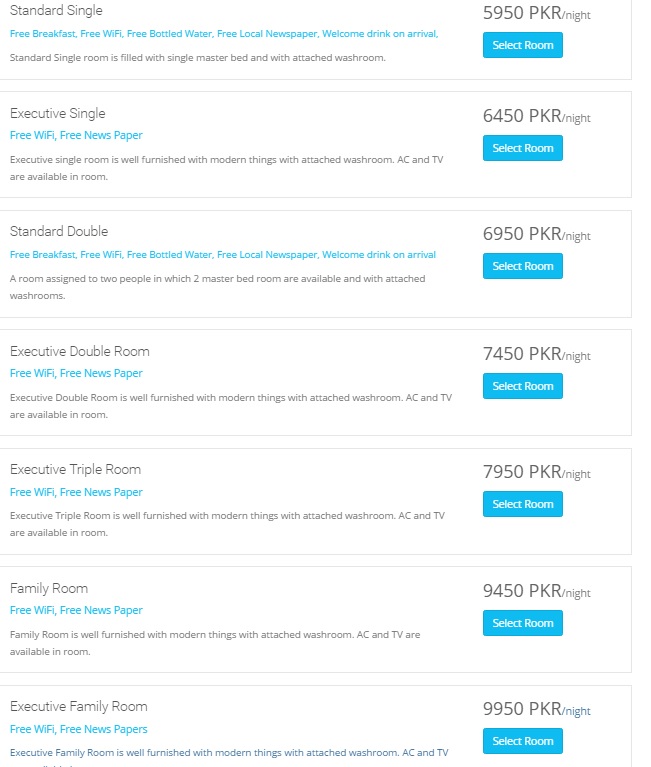 Standard Single
5950 PKR/night
Free Breakfast, Free WiFi, Free Bottled Water, Free Local Newspaper, Welcome drink on arrival,
Select Room
Standard Single room is filled with single master bed and with attached washroom.
Executive Single
6450 PKR/night
Free WiFi, Free News Paper
Select Room
Executive single room is well furnished with modern things with attached washroom. AC and TV
are available in room.
Standard Double
6950 PKR/night
Free Breakfast, Free WiFi, Free Bottled Water, Free Local Newspaper, Welcome drink on arrival
Select Room
A room assigned to two people in which 2 master bed room are available and with attached
washrooms.
Executive Double Room
7450 PKR/night
Free WiFi, Free News Paper
Select Room
Executive Double Room is well furnished with modern things with attached washroom. AC and TV
are available in room.
Executive Triple Room
7950 PKR/night
Free WiFi, Free News Paper
Select Room
Executive Triple Room is well furnished with modern things with attached washroom. AC and TV
are available in room.
Family Room
9450 PKR/night
Free WiFi, Free News Paper
Select Room
Family Room is well furnished with modern things with attached washroom. AC and TV are
available in room.
Executive Family Room
9950 PKR/night
Free WiFi, Free News Papers
Select Room
Executive Family Room is well furnished with modern things with attached washroom. AC and TV